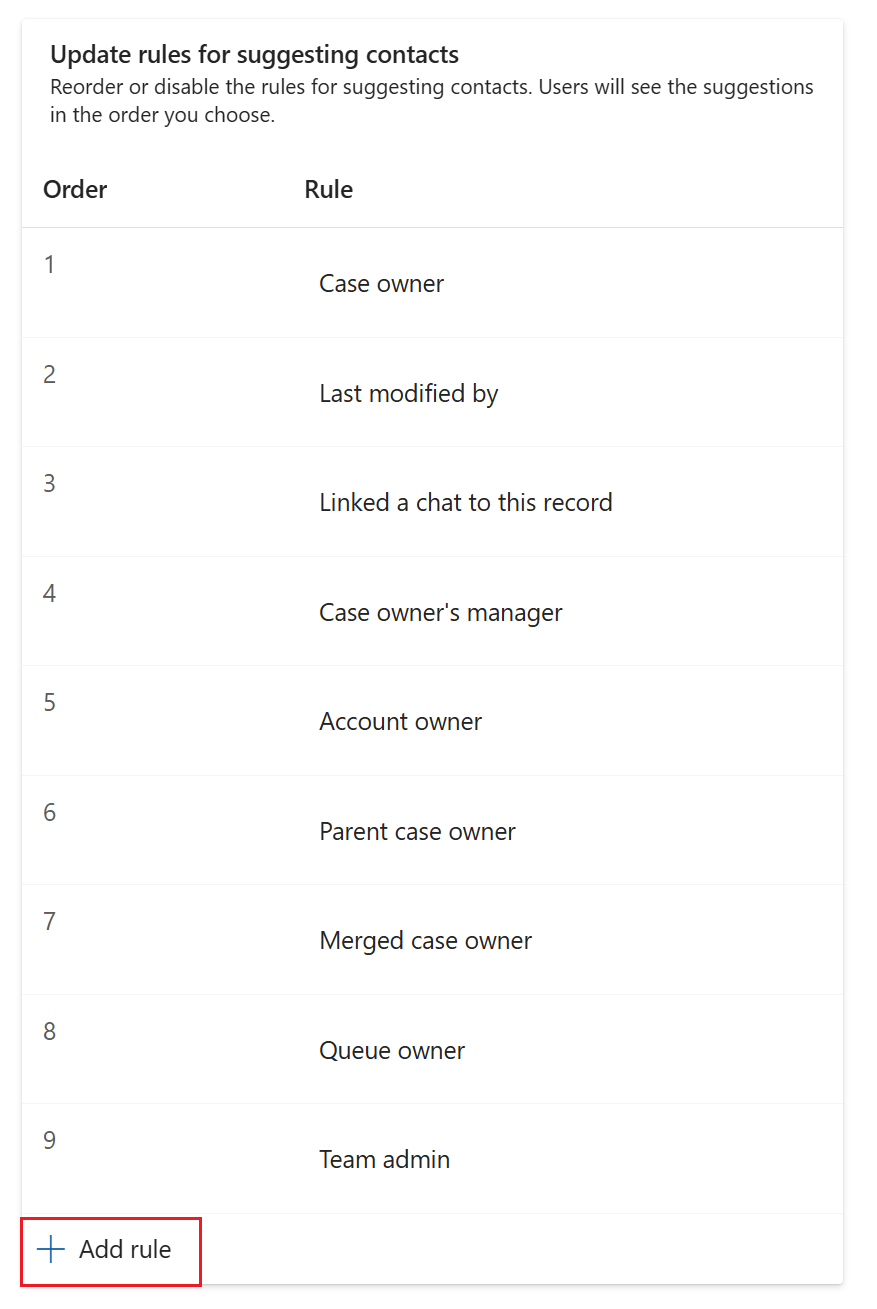 Update rules for suggesting contacts
Reorder or disable the rules for suggesting contacts. Users will see the suggestions
in the order you choose.
Order Rule
1 Case owner
2 Last modified by
3 Linked a chat to this record
4 Case owner's manager
5 Account owner
6 Parent case owner
7 Merged case owner
8 Queue owner
9 Team admin
Add rule